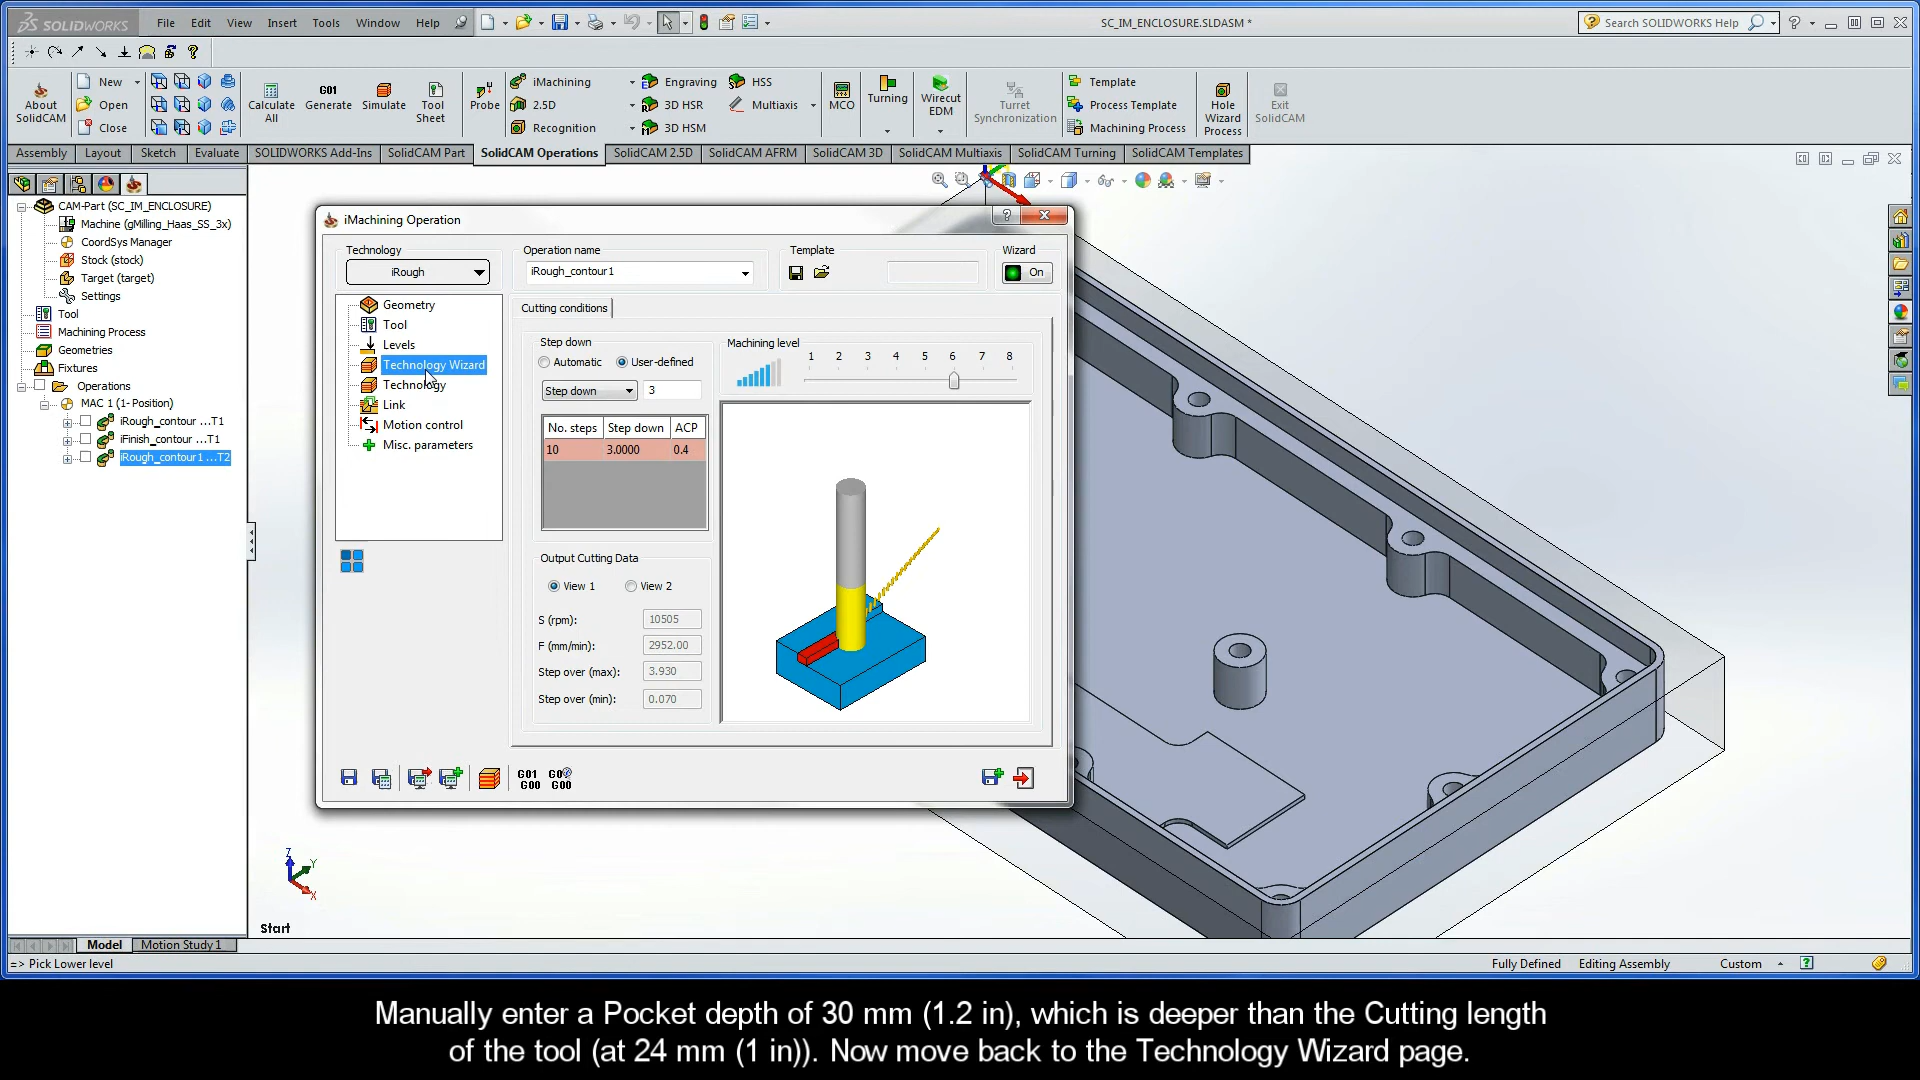 SOLIDWORKS File Edit View Insert Tools Window Help SC_IM_ENCLOSURE.SLDASM * Search SOLIDWORKS Help
About SolidCAM
New
Open
Close
Calculate All
G01
Generate
Simulate
Tool Sheet
Probe
iMachining
2.5D
Recognition
Engraving
3D HSR
3D HSM
HSS
Multiaxis
MCO
Turning
Wirecut EDM
Turret Synchronization
Template
Process Template
Machining Process
Hole Wizard Process
Exit SolidCAM
Assembly Layout Sketch Evaluate SOLIDWORKS Add-Ins SolidCAM Part SolidCAM Operations SolidCAM 2.5D SolidCAM AFRM SolidCAM 3D SolidCAM Multiaxis SolidCAM Turning SolidCAM Templates
CAM-Part (SC_IM_ENCLOSURE)
Machine (gMilling_Haas_SS_3x)
CoordSys Manager
Stock (stock)
Target (target)
Settings
Tool
Machining Process
Geometries
Fixtures
Operations
MAC 1 (1- Position)
iRough_contour ...T1
iFinish_contour ...T1
iRough_contour1 ...T2
iMachining Operation
Technology
iRough
Operation name
iRough_contour1
Template
Wizard
On
Geometry
Tool
Levels
Technology Wizard
Technology
Link
Motion control
Misc. parameters
Cutting conditions
Step down
Automatic User-defined
Step down 3
No. steps Step down ACP
10 3.0000 0.4
Machining level
1 2 3 4 5 6 7 8
Output Cutting Data
View 1 View 2
S (rpm): 10505
F (mm/min): 2952.00
Step over (max): 3.930
Step over (min): 0.070
G01 G00
Z Y X
Start
Model Motion Study 1
=> Pick Lower level Fully Defined Editing Assembly Custom
Manually enter a Pocket depth of 30 mm (1.2 in), which is deeper than the Cutting length
of the tool (at 24 mm (1 in)). Now move back to the Technology Wizard page.